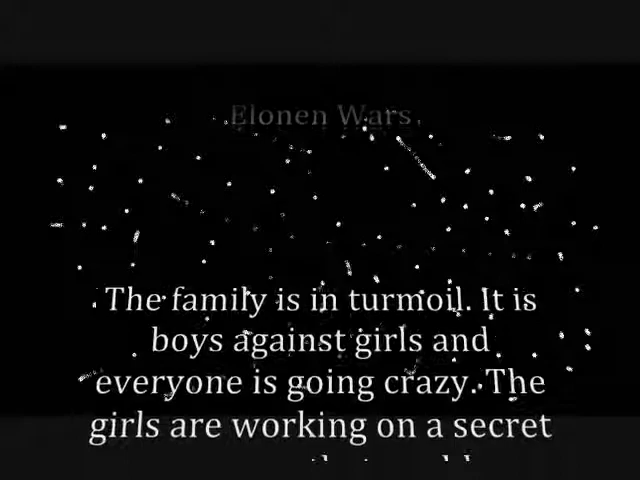 Elonen Wars
The family is in turmoil. It is
boys against girls and
everyone is going crazy. The
girls are working on a secret